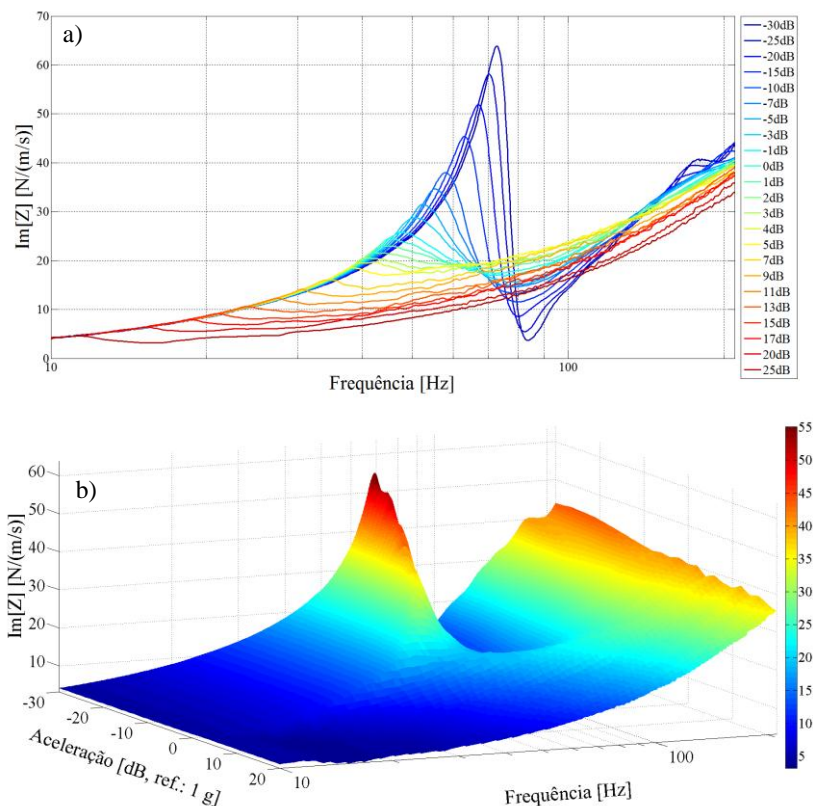 a)
Im[Z] [N/(m/s)]
70
60
50
40
30
20
10
0
10
100
Frequência [Hz]
-30dB
-25dB
-20dB
-15dB
-10dB
-7dB
-5dB
-3dB
-1dB
0dB
1dB
2dB
3dB
4dB
5dB
7dB
9dB
11dB
13dB
15dB
17dB
20dB
25dB
b)
Im[Z] [N/(m/s)]
60
50
40
30
20
10
-30
-20
-10
0
10
20
Aceleração [dB, ref.: 1 g]
10
100
Frequência [Hz]
55
50
45
40
35
30
25
20
15
10
5